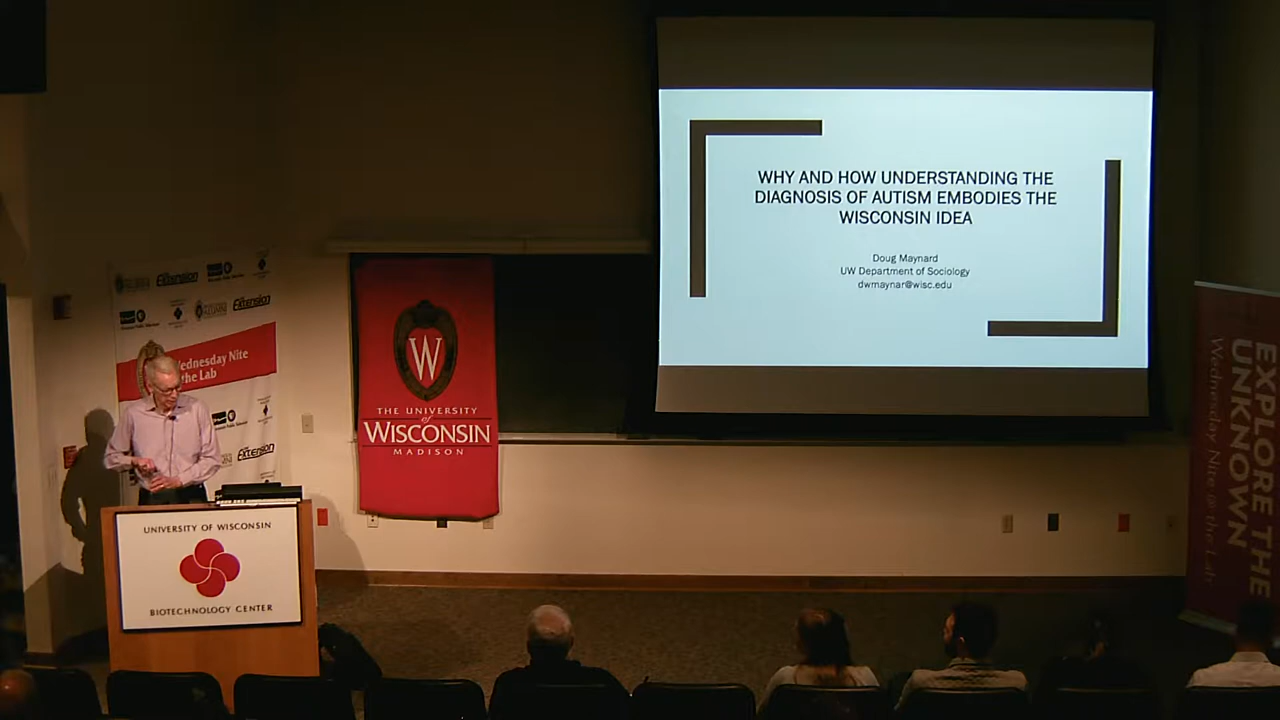 WHY AND HOW UNDERSTANDING THE
DIAGNOSIS OF AUTISM EMBODIES THE
WISCONSIN IDEA
Doug Maynard
UW Department of Sociology
dwmaynar@wisc.edu
Extension
Extension
Wednesday Nite
the Lab
Extension
W
THE UNIVERSITY
of
WISCONSIN
MADISON
UNIVERSITY OF WISCONSIN
BIOTECHNOLOGY CENTER
EXPLORE THE
UNKNOWN
Wednesday Nite @ the Lab